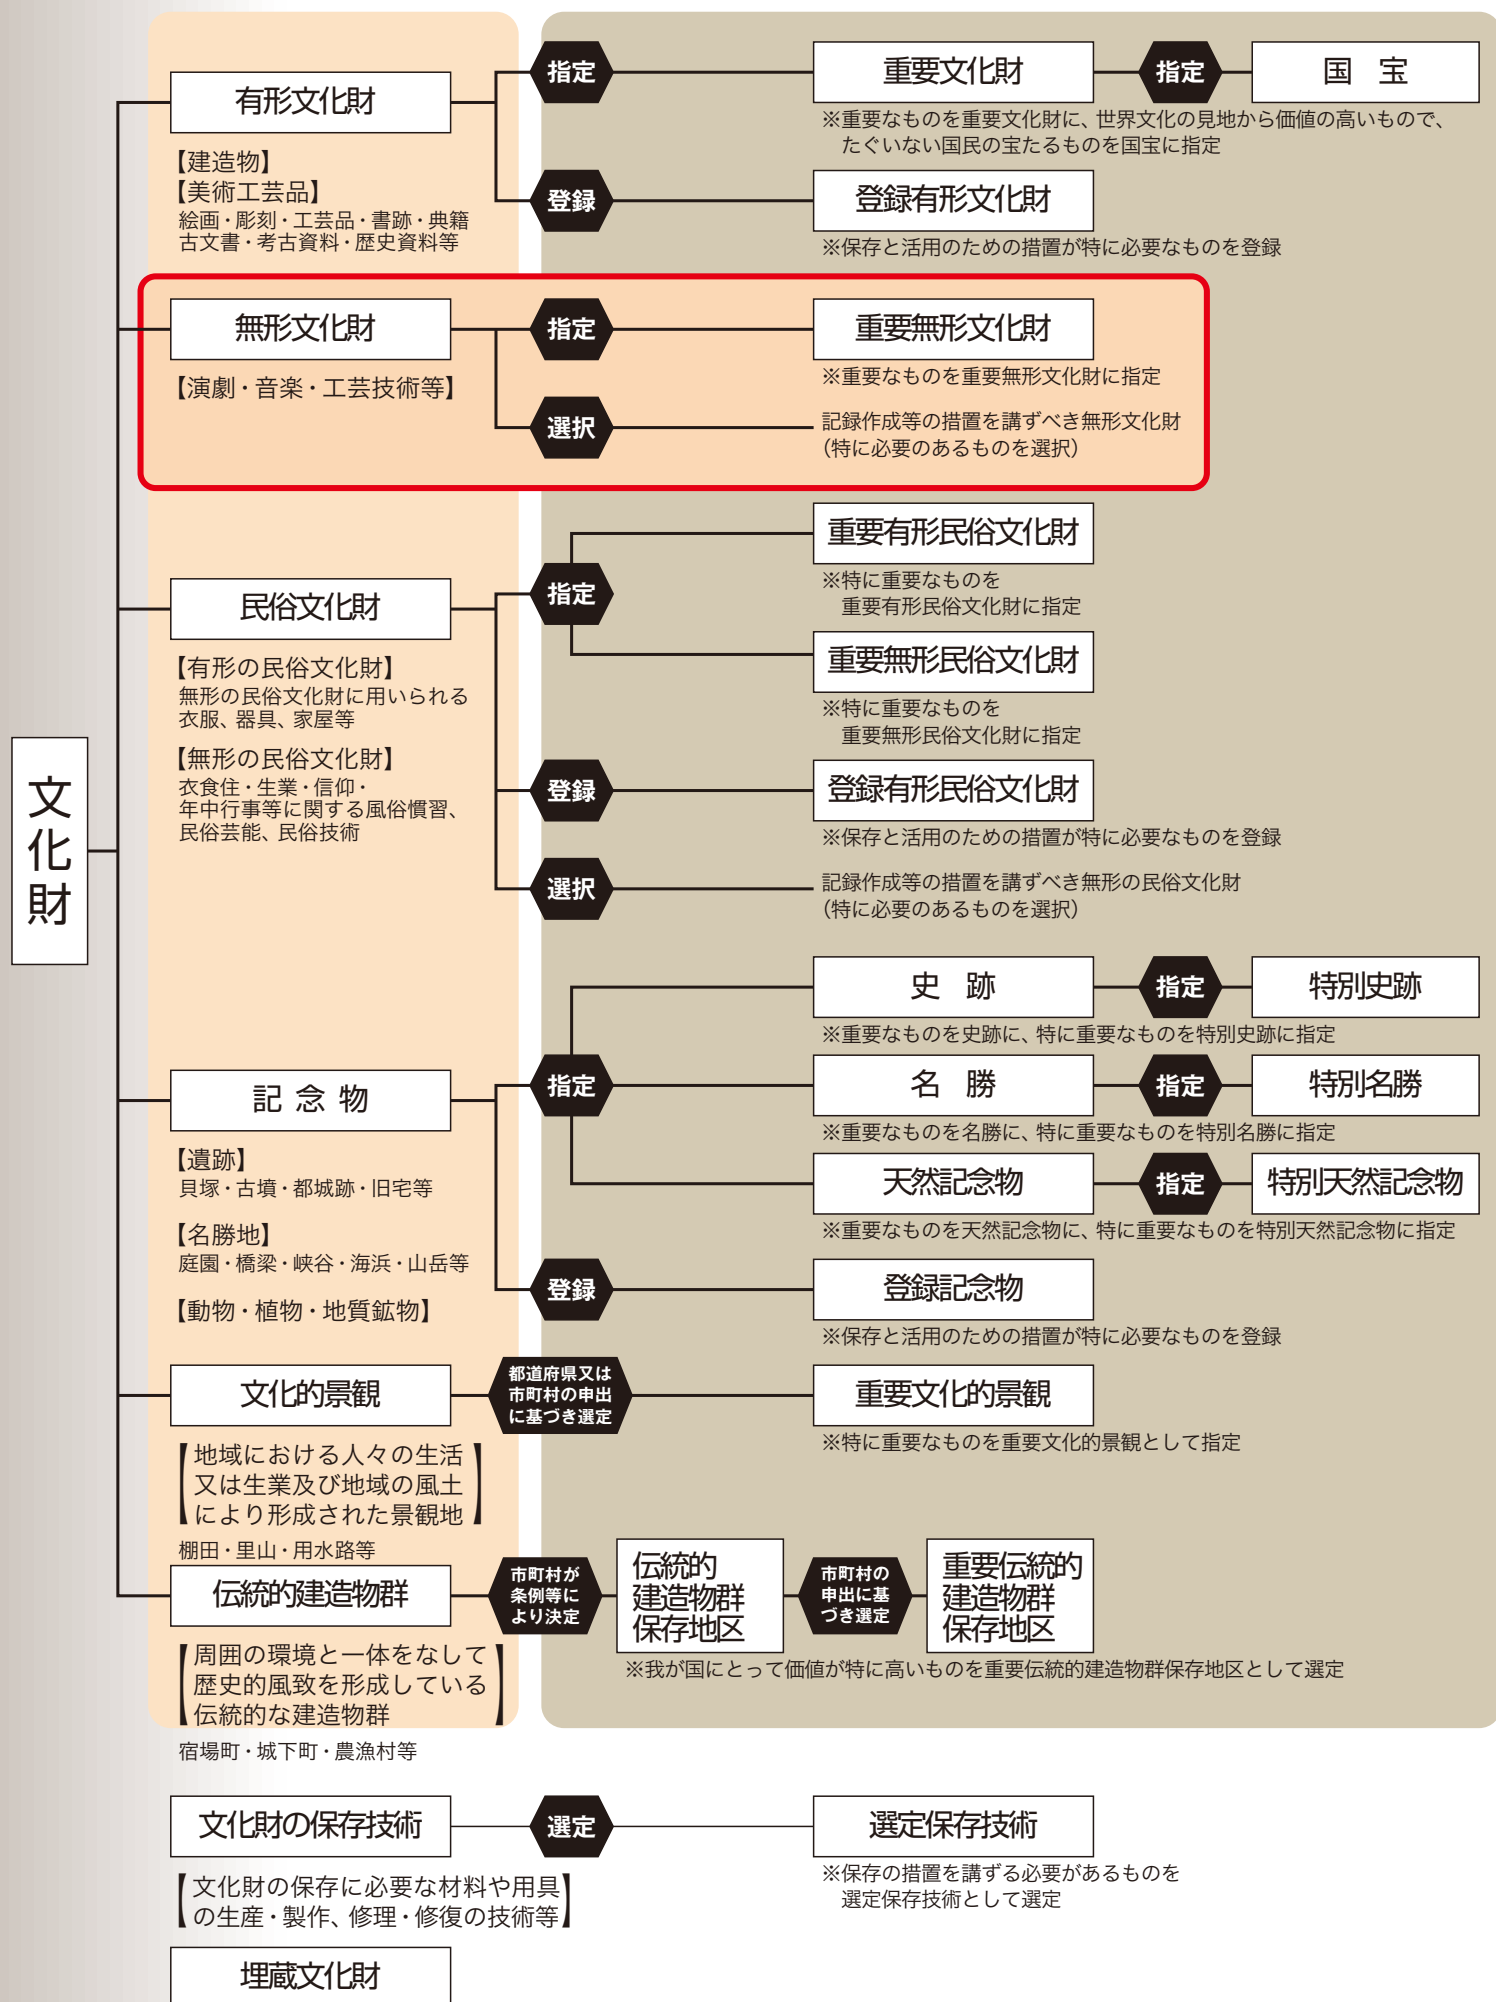 文化財
有形文化財
【建造物】
【美術工芸品】
絵画・彫刻・工芸品・書跡・典籍
古文書・考古資料・歴史資料等
指定
重要文化財
指定
国　宝
※重要なものを重要文化財に、世界文化の見地から価値の高いもので、
たぐいない国民の宝たるものを国宝に指定
登録
登録有形文化財
※保存と活用のための措置が特に必要なものを登録
無形文化財
【演劇・音楽・工芸技術等】
指定
重要無形文化財
※重要なものを重要無形文化財に指定
選択
記録作成等の措置を講ずべき無形文化財
（特に必要のあるものを選択）
民俗文化財
【有形の民俗文化財】
無形の民俗文化財に用いられる
衣服、器具、家屋等
【無形の民俗文化財】
衣食住・生業・信仰・
年中行事等に関する風俗慣習、
民俗芸能、民俗技術
指定
重要有形民俗文化財
※特に重要なものを
重要有形民俗文化財に指定
重要無形民俗文化財
※特に重要なものを
重要無形民俗文化財に指定
登録
登録有形民俗文化財
※保存と活用のための措置が特に必要なものを登録
選択
記録作成等の措置を講ずべき無形の民俗文化財
（特に必要のあるものを選択）
記念物
【遺跡】
貝塚・古墳・都城跡・旧宅等
【名勝地】
庭園・橋梁・峡谷・海浜・山岳等
【動物・植物・地質鉱物】
指定
史　跡
指定
特別史跡
※重要なものを史跡に、特に重要なものを特別史跡に指定
名　勝
指定
特別名勝
※重要なものを名勝に、特に重要なものを特別名勝に指定
天然記念物
指定
特別天然記念物
※重要なものを天然記念物に、特に重要なものを特別天然記念物に指定
登録
登録記念物
※保存と活用のための措置が特に必要なものを登録
文化的景観
【地域における人々の生活
又は生業及び地域の風土
により形成された景観地】
棚田・里山・用水路等
都道府県又は
市町村の申出
に基づき選定
重要文化的景観
※特に重要なものを重要文化的景観として指定
伝統的建造物群
【周囲の環境と一体をなして
歴史的風致を形成している
伝統的な建造物群】
宿場町・城下町・農漁村等
市町村が
条例等に
より決定
伝統的
建造物群
保存地区
市町村の
申出に基
づき選定
重要伝統的
建造物群
保存地区
※我が国にとって価値が特に高いものを重要伝統的建造物群保存地区として選定
文化財の保存技術
【文化財の保存に必要な材料や用具
の生産・製作、修理・修復の技術等】
選定
選定保存技術
※保存の措置を講ずる必要があるものを
選定保存技術として選定
埋蔵文化財